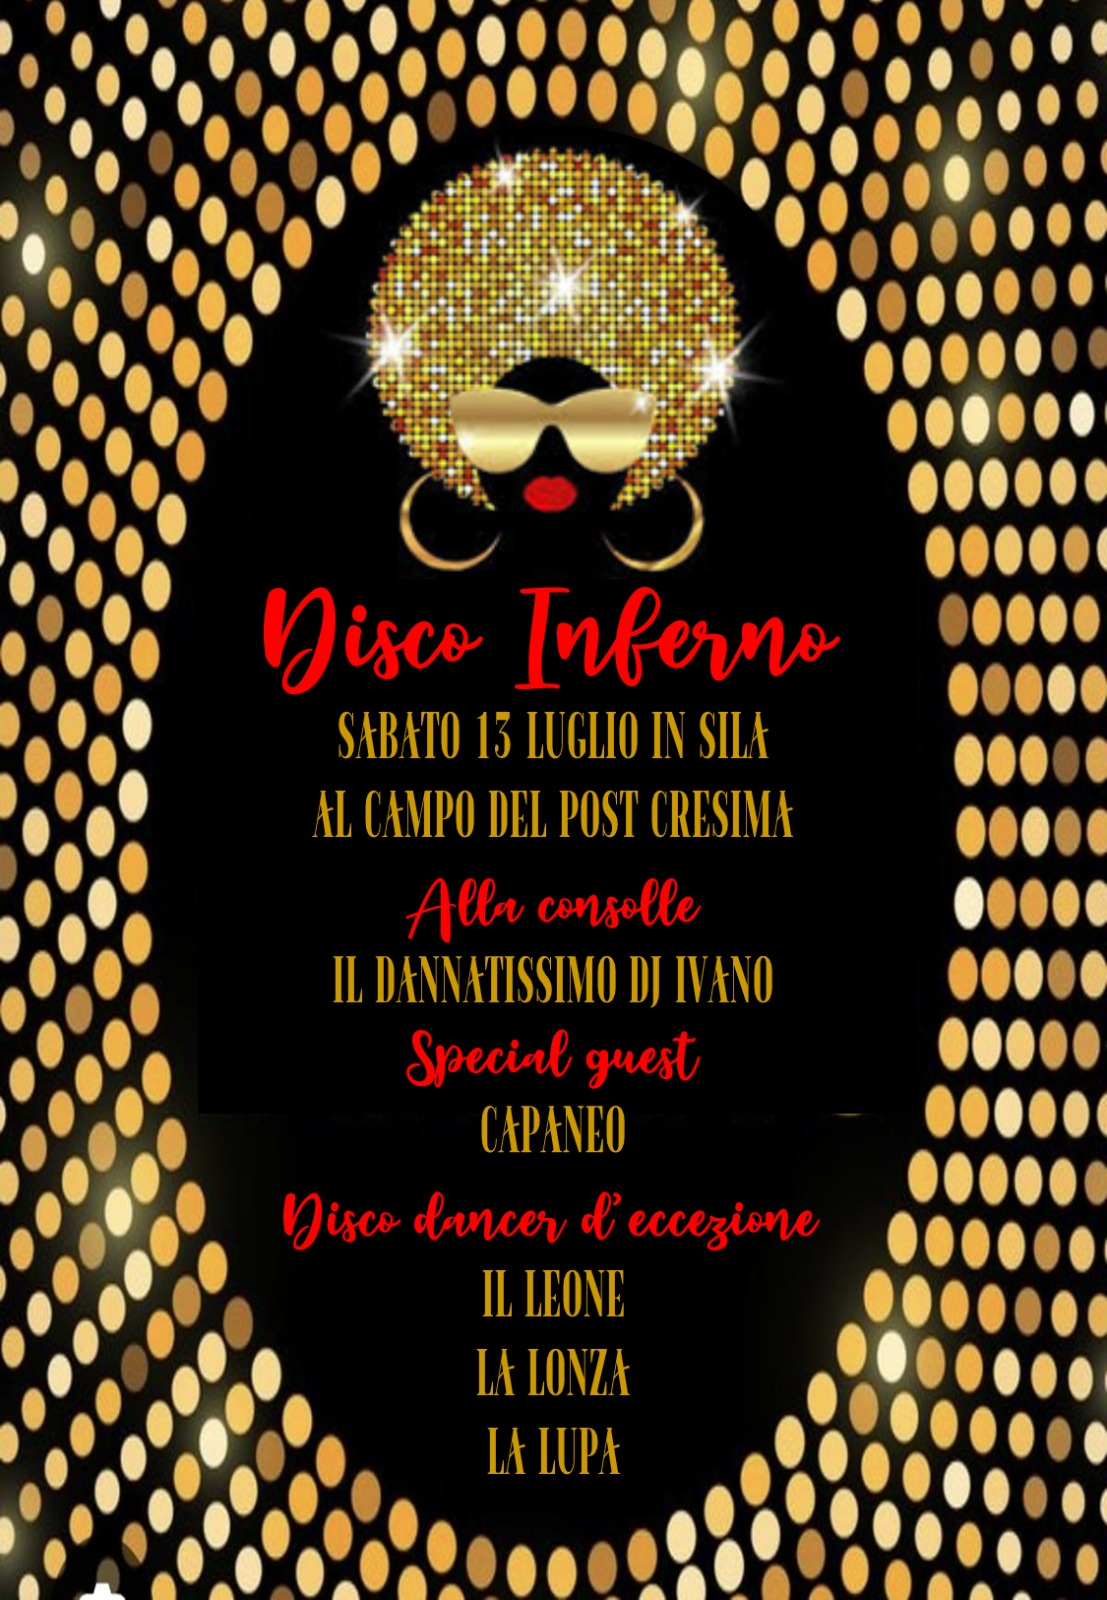 Disco Inferno
SABATO 13 LUGLIO IN SILA
AL CAMPO DEL POST CRESIMA
Alla consolle
IL DANNATISSIMO DJ IVANO
Special guest
CAPANEO
Disco dancer d'eccezione
IL LEONE
LA LONZA
LA LUPA